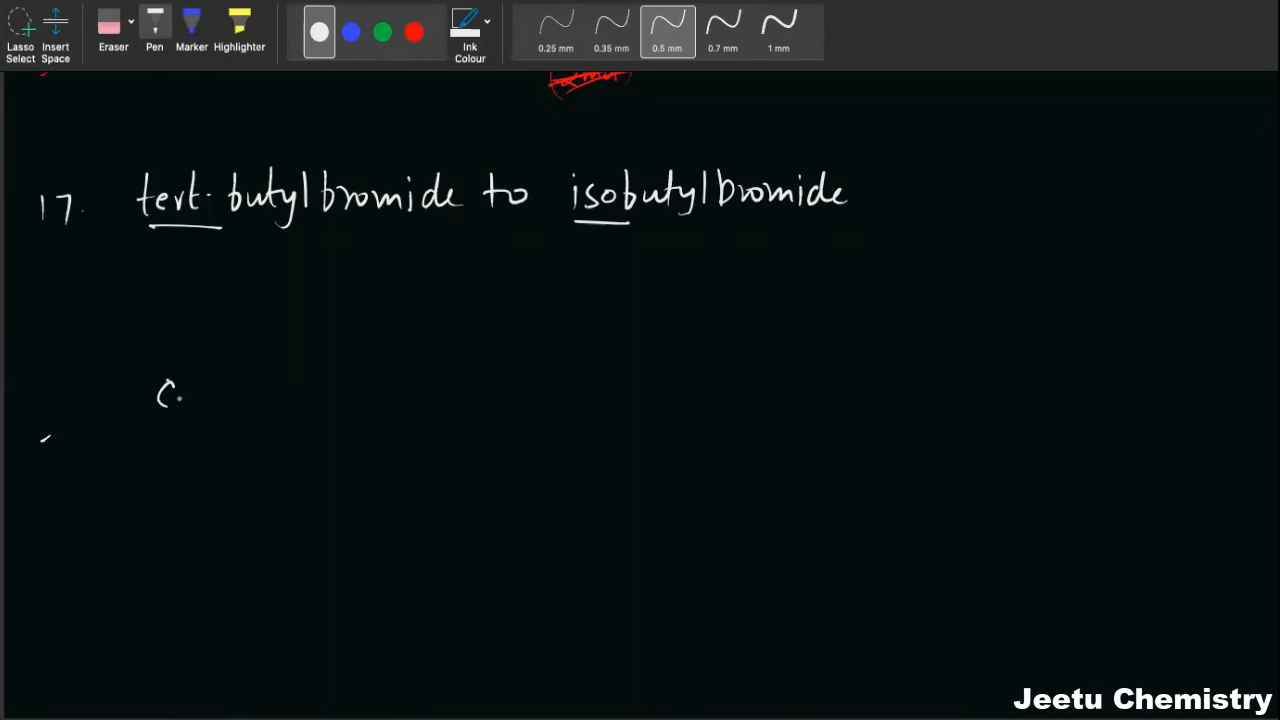 Lasso Select
Insert Space
Eraser
Pen
Marker
Highlighter
Ink Colour
0.25 mm
0.35 mm
0.5 mm
0.7 mm
1 mm
17. tert. butylbromide to isobutylbromide
C
Jeetu Chemistry